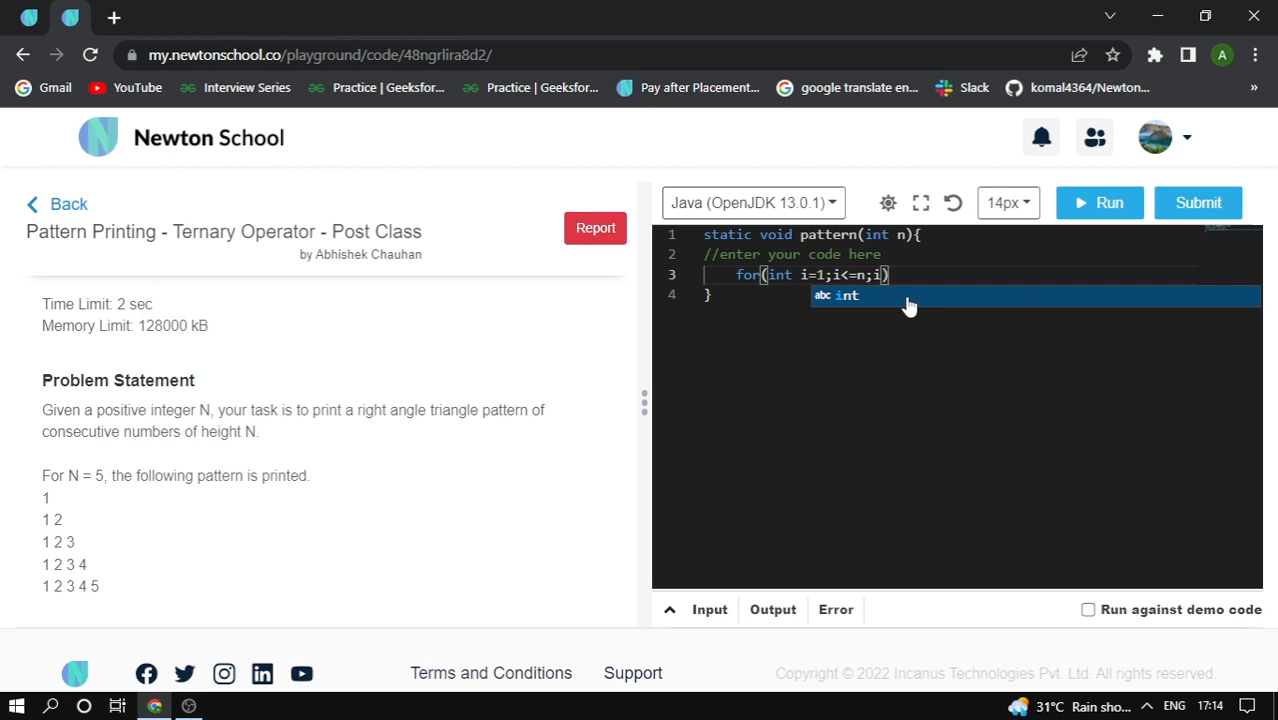 my.newtonschool.co/playground/code/48ngrlira8d2/
A
Gmail YouTube Interview Series Practice | Geeksfor... Practice | Geeksfor... Pay after Placement... google translate en... Slack komal4364/Newton... »
Newton School
Back
Pattern Printing - Ternary Operator - Post Class
by Abhishek Chauhan
Report
Time Limit: 2 sec
Memory Limit: 128000 kB
Problem Statement
Given a positive integer N, your task is to print a right angle triangle pattern of
consecutive numbers of height N.
For N = 5, the following pattern is printed.
1
1 2
1 2 3
1 2 3 4
1 2 3 4 5
Java (OpenJDK 13.0.1) 14px Run Submit
1 static void pattern(int n){
2 //enter your code here
3 for(int i=1;i<=n;i)
abc int
4 }
Input Output Error Run against demo code
Terms and Conditions Support Copyright © 2022 Incanus Technologies Pvt. Ltd. All rights reserved.
31°C Rain sho... ENG 17:14